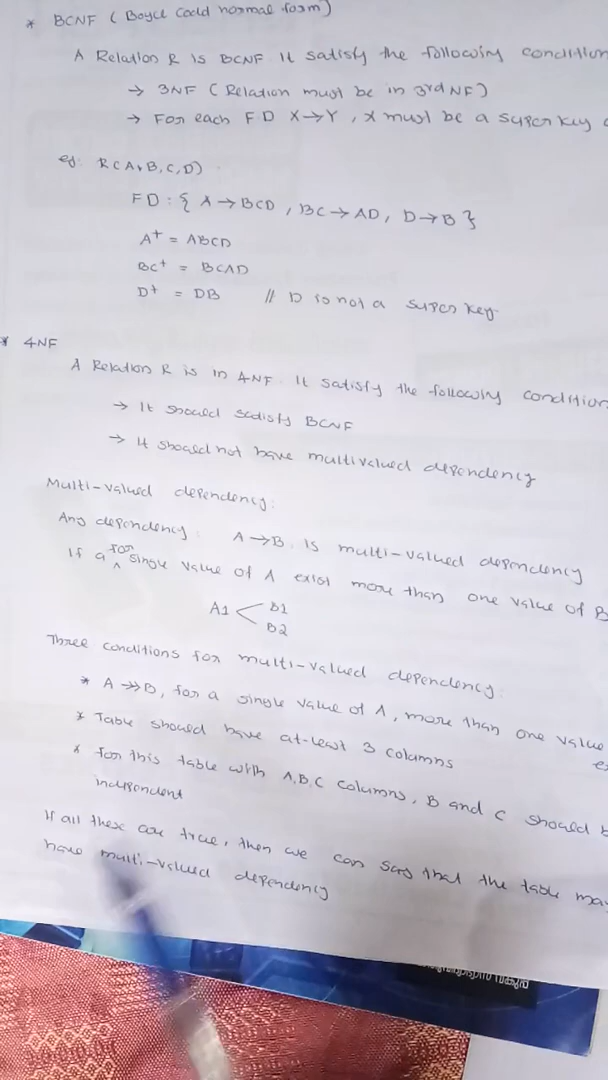 * BCNF ( Boyce Codd normal form)
A Relation R is BCNF It satisfy the following condition
→ 3NF ( Relation must be in 3rd NF)
→ For each FD X→Y, X must be a super key
eg: R(A,B,C,D)
FD : { A→BCD, BC→AD, D→B }
A+ = ABCD
BC+ = BCAD
D+ = DB // D is not a super key
* 4NF
A Relation R is in 4NF. It satisfy the following condition
→ It should satisfy BCNF
→ It should not have multivalued dependency
Multi-valued dependency:
Any dependency: A→B. Is multi-valued dependency
If a for single value of A exist more than one value of B
A1 < B1
B2
Three conditions for multi-valued dependency:
* A ->> B, for a single value of A, more than one value
* Table should have at-least 3 columns
* for this table with A,B,C columns, B and C should
independent
If all these are true, then we can say that the table may
have multi-valued dependency